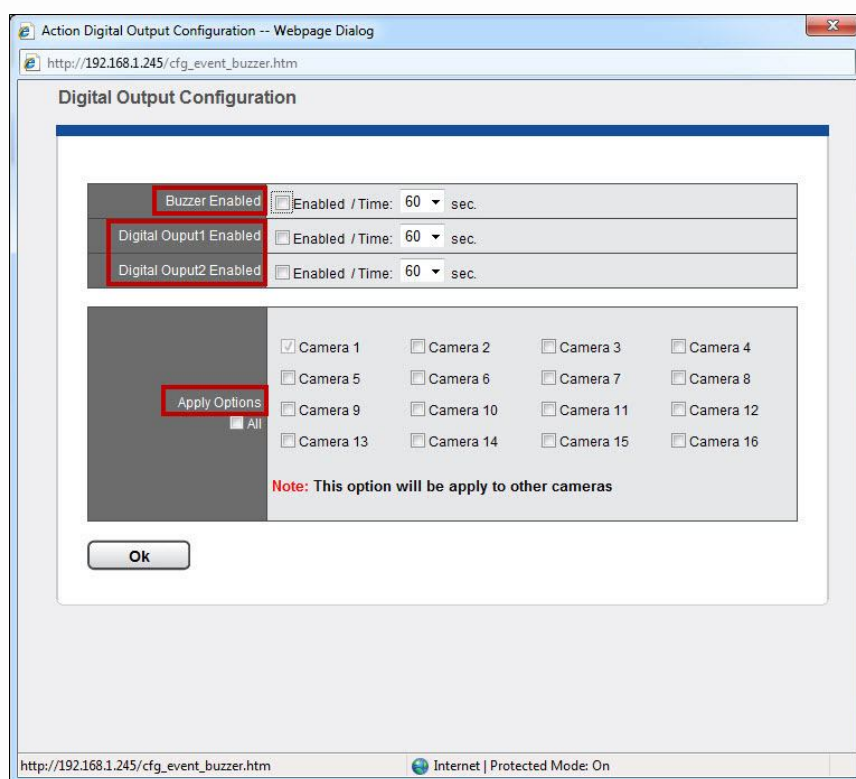 Action Digital Output Configuration -- Webpage Dialog
http://192.168.1.245/cfg_event_buzzer.htm
Digital Output Configuration
Buzzer Enabled Enabled / Time: 60 sec.
Digital Ouput1 Enabled Enabled / Time: 60 sec.
Digital Ouput2 Enabled Enabled / Time: 60 sec.
Apply Options
All
Camera 1 Camera 2 Camera 3 Camera 4
Camera 5 Camera 6 Camera 7 Camera 8
Camera 9 Camera 10 Camera 11 Camera 12
Camera 13 Camera 14 Camera 15 Camera 16
Note: This option will be apply to other cameras
Ok
http://192.168.1.245/cfg_event_buzzer.htm Internet | Protected Mode: On